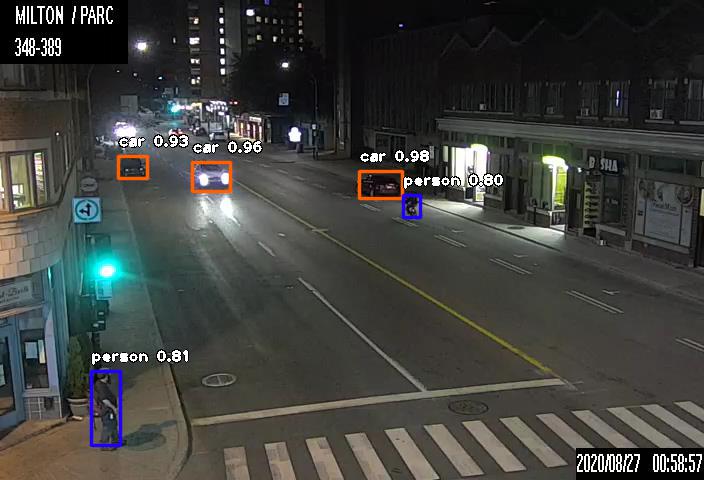 MILTON / PARC
348-389
car 0.93
car 0.96
car 0.98
person 0.80
person 0.81
2020/08/27 00:58:57